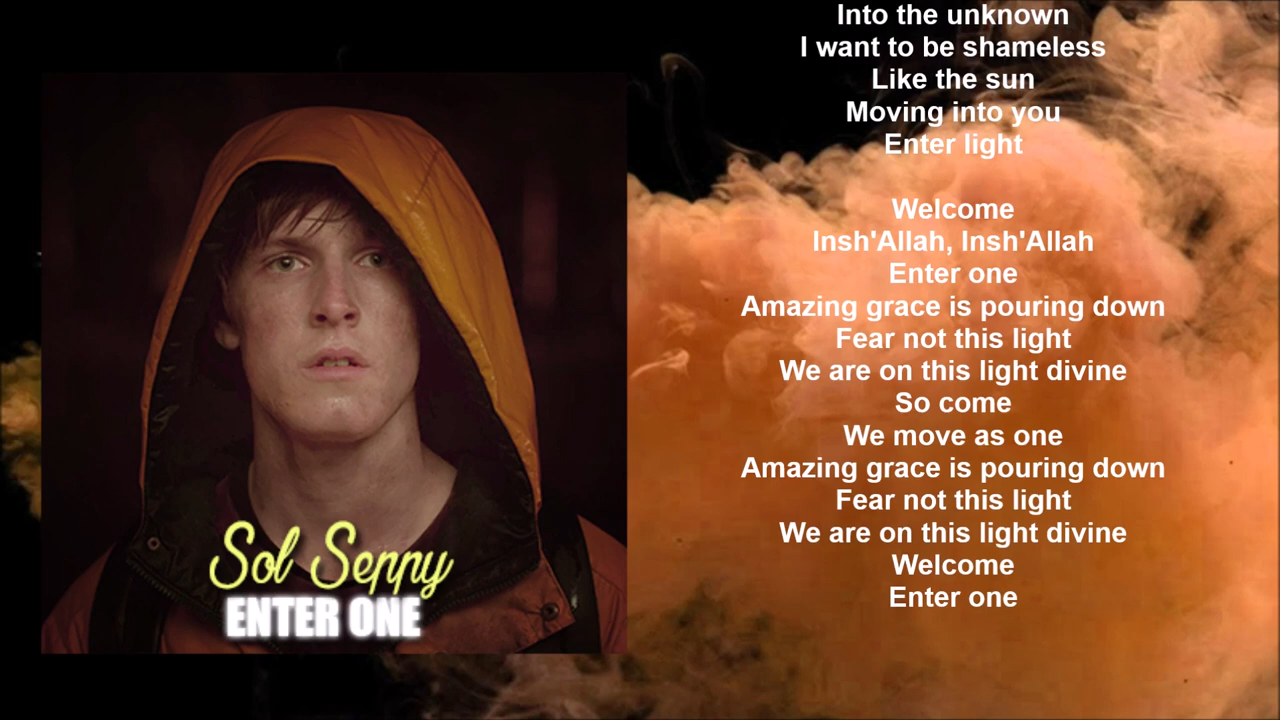 Sol Seppy
ENTER ONE
Into the unknown
I want to be shameless
Like the sun
Moving into you
Enter light
Welcome
Insh'Allah, Insh'Allah
Enter one
Amazing grace is pouring down
Fear not this light
We are on this light divine
So come
We move as one
Amazing grace is pouring down
Fear not this light
We are on this light divine
Welcome
Enter one